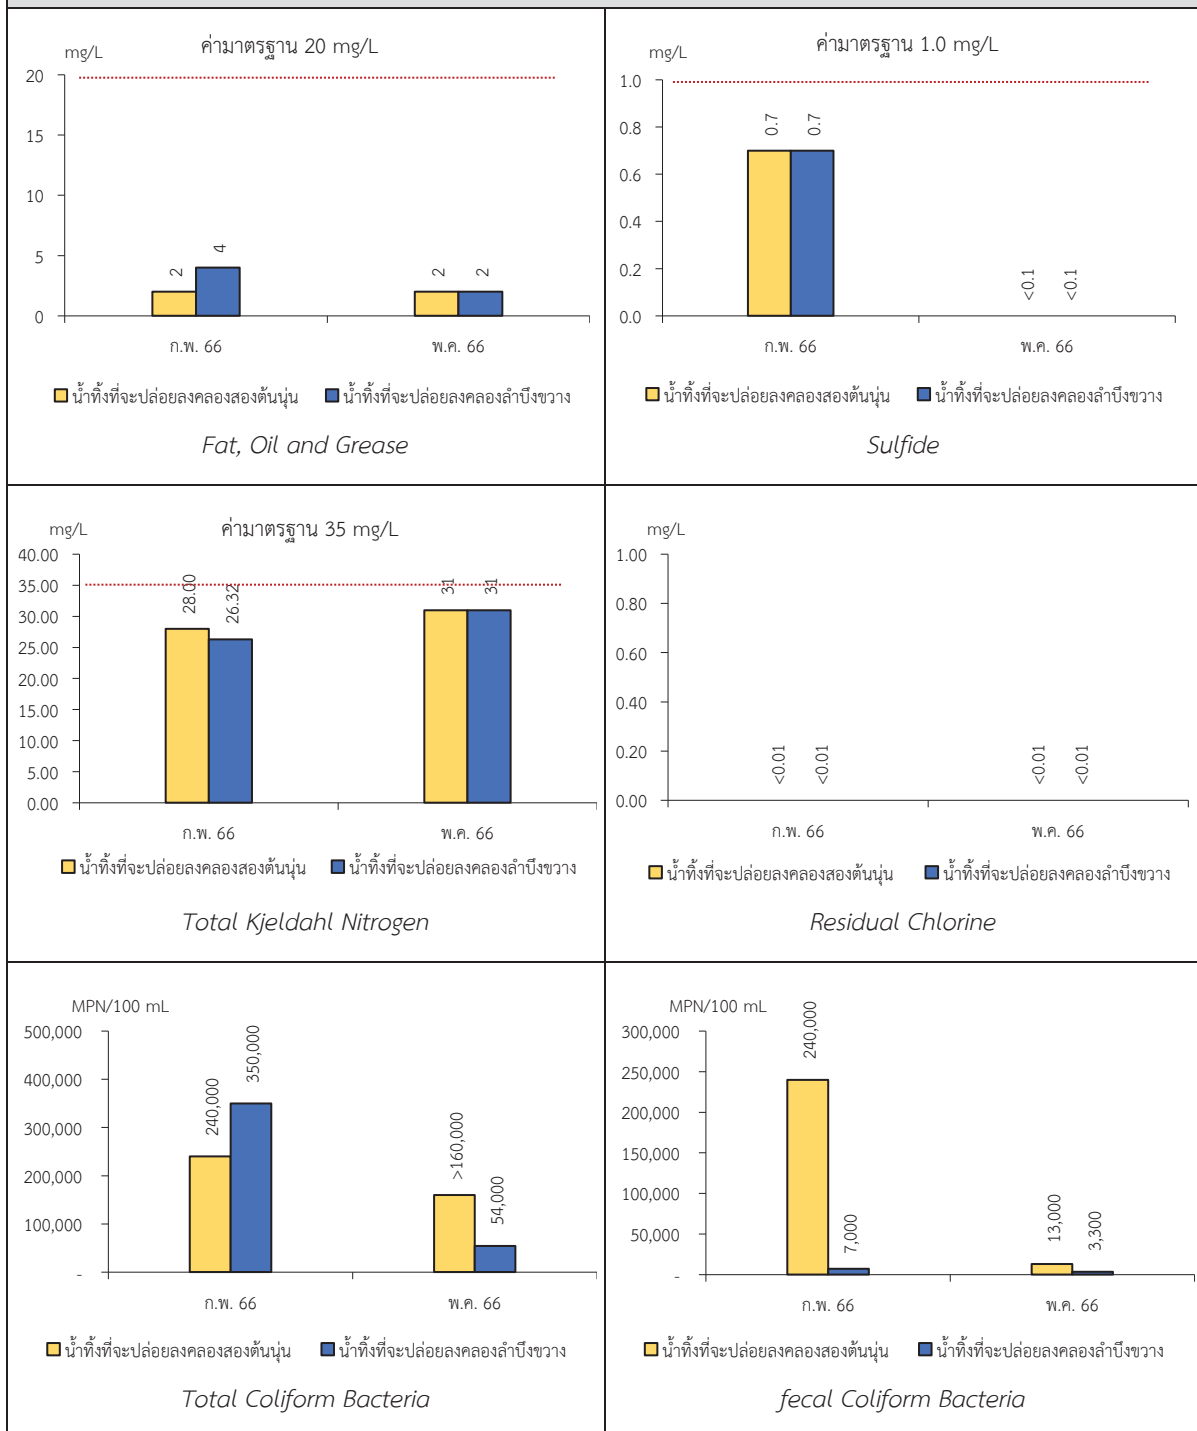 ค่ามาตรฐาน 20 mg/L
mg/L
20
15
10
5
0
2
4
2
2
ก.พ. 66
พ.ค. 66
น้ำทิ้งที่จะปล่อยลงคลองสองต้นนุ่น
น้ำทิ้งที่จะปล่อยลงคลองลำบึงขวาง
Fat, Oil and Grease
ค่ามาตรฐาน 1.0 mg/L
mg/L
1.0
0.8
0.6
0.4
0.2
0.0
0.7
0.7
<0.1
<0.1
ก.พ. 66
พ.ค. 66
น้ำทิ้งที่จะปล่อยลงคลองสองต้นนุ่น
น้ำทิ้งที่จะปล่อยลงคลองลำบึงขวาง
Sulfide
ค่ามาตรฐาน 35 mg/L
mg/L
40.00
35.00
30.00
25.00
20.00
15.00
10.00
5.00
0.00
28.00
26.32
31
31
ก.พ. 66
พ.ค. 66
น้ำทิ้งที่จะปล่อยลงคลองสองต้นนุ่น
น้ำทิ้งที่จะปล่อยลงคลองลำบึงขวาง
Total Kjeldahl Nitrogen
mg/L
1.00
0.80
0.60
0.40
0.20
0.00
<0.01
<0.01
<0.01
<0.01
ก.พ. 66
พ.ค. 66
น้ำทิ้งที่จะปล่อยลงคลองสองต้นนุ่น
น้ำทิ้งที่จะปล่อยลงคลองลำบึงขวาง
Residual Chlorine
MPN/100 mL
500,000
400,000
300,000
200,000
100,000
-
240,000
350,000
>160,000
54,000
ก.พ. 66
พ.ค. 66
น้ำทิ้งที่จะปล่อยลงคลองสองต้นนุ่น
น้ำทิ้งที่จะปล่อยลงคลองลำบึงขวาง
Total Coliform Bacteria
MPN/100 mL
300,000
250,000
200,000
150,000
100,000
50,000
-
240,000
7,000
13,000
3,300
ก.พ. 66
พ.ค. 66
น้ำทิ้งที่จะปล่อยลงคลองสองต้นนุ่น
น้ำทิ้งที่จะปล่อยลงคลองลำบึงขวาง
fecal Coliform Bacteria